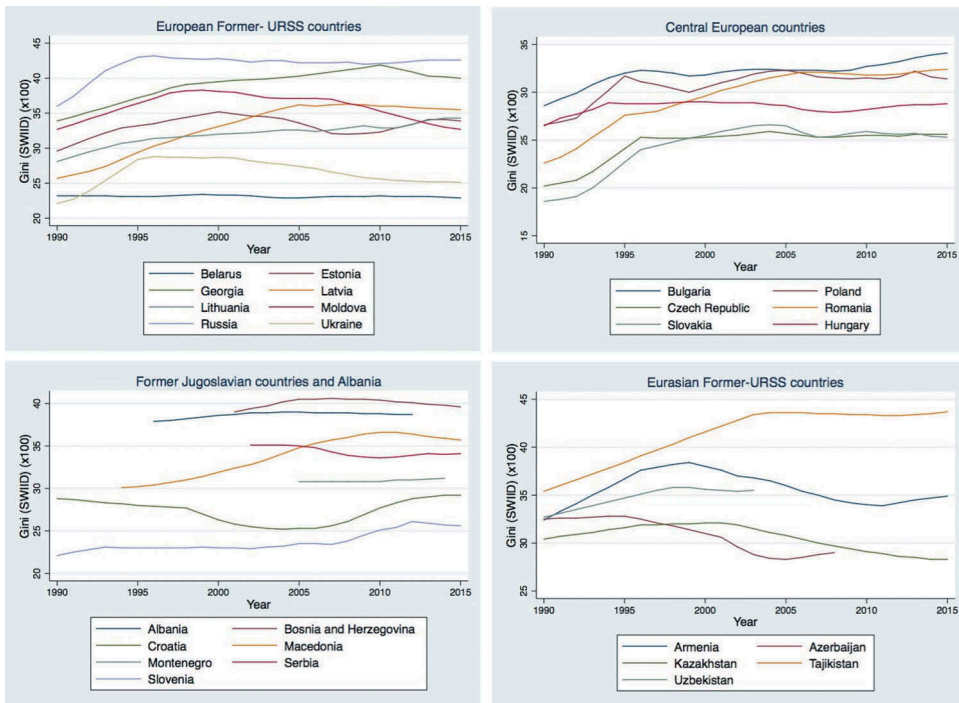 European Former- URSS countries
Gini (SWIID) (x100)
45
40
35
30
25
20
1990 1995 2000 2005 2010 2015
Year
Belarus Estonia
Georgia Latvia
Lithuania Moldova
Russia Ukraine
Central European countries
Gini (SWIID) (x100)
35
30
25
20
15
1990 1995 2000 2005 2010 2015
Year
Bulgaria Poland
Czech Republic Romania
Slovakia Hungary
Former Jugoslavian countries and Albania
Gini (SWIID) (x100)
40
35
30
25
20
1990 1995 2000 2005 2010 2015
Year
Albania Bosnia and Herzegovina
Croatia Macedonia
Montenegro Serbia
Slovenia
Eurasian Former-URSS countries
Gini (SWIID) (x100)
45
40
35
30
25
1990 1995 2000 2005 2010 2015
Year
Armenia Azerbaijan
Kazakhstan Tajikistan
Uzbekistan